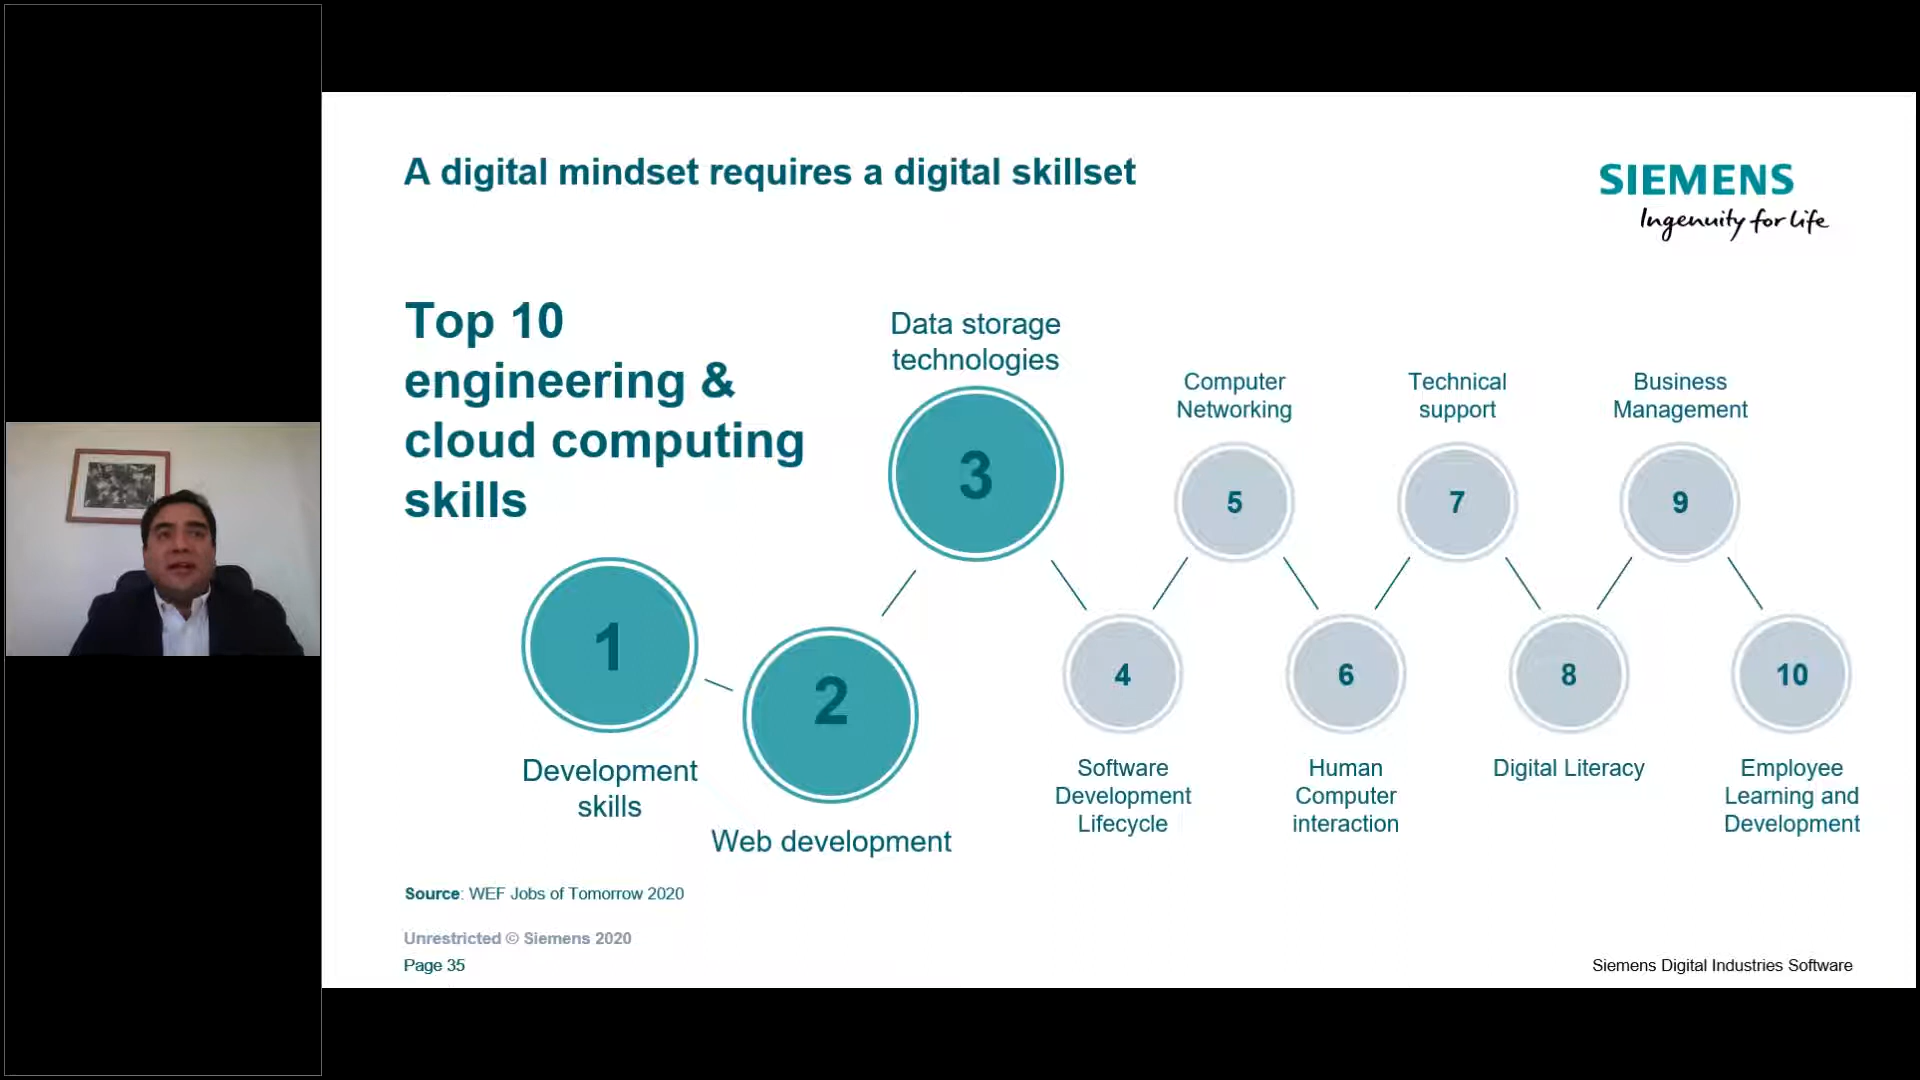 A digital mindset requires a digital skillset
SIEMENS
Ingenuity for life
Top 10
engineering &
cloud computing
skills
1
Development
skills
2
Web development
Data storage
technologies
3
4
Software
Development
Lifecycle
Computer
Networking
5
6
Human
Computer
interaction
Technical
support
7
8
Digital Literacy
Business
Management
9
10
Employee
Learning and
Development
Source: WEF Jobs of Tomorrow 2020
Unrestricted © Siemens 2020
Page 35
Siemens Digital Industries Software